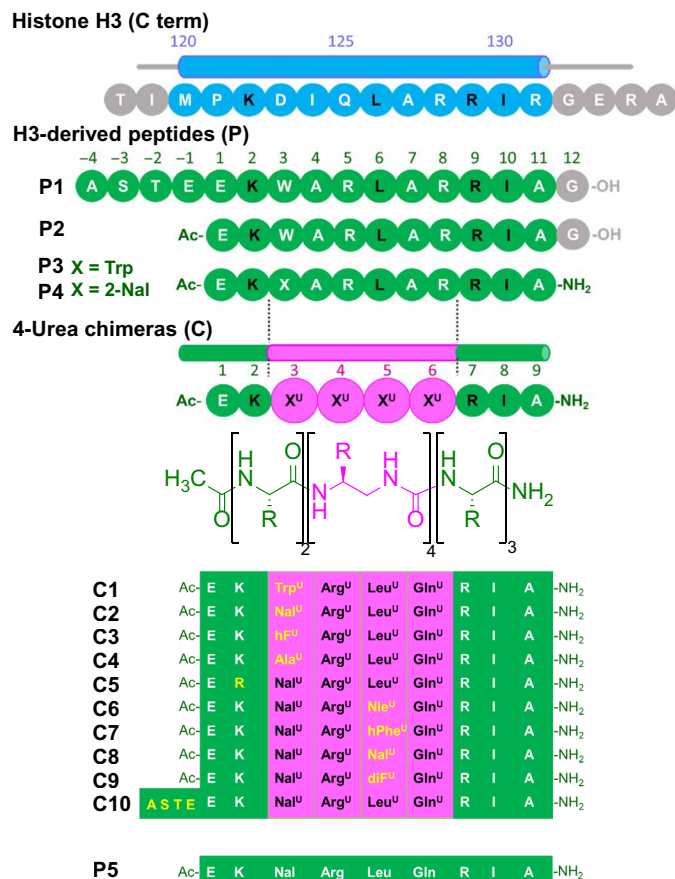 Histone H3 (C term)
120 125 130
T I M P K D I Q L A R R I R G E R A
H3-derived peptides (P)
–4 –3 –2 –1 1 2 3 4 5 6 7 8 9 10 11 12
P1 A S T E E K W A R L A R R I A G -OH
P2 Ac- E K W A R L A R R I A G -OH
P3 X = Trp
P4 X = 2-Nal
Ac- E K X A R L A R R I A -NH2
4-Urea chimeras (C)
1 2 3 4 5 6 7 8 9
Ac- E K Xᵁ Xᵁ Xᵁ Xᵁ R I A -NH2
H3C O H N R O 2 N H R H N O 4 H N R O 3 NH2
C1 Ac- E K Trpᵁ Argᵁ Leuᵁ Glnᵁ R I A -NH2
C2 Ac- E K Nalᵁ Argᵁ Leuᵁ Glnᵁ R I A -NH2
C3 Ac- E K hFᵁ Argᵁ Leuᵁ Glnᵁ R I A -NH2
C4 Ac- E K Alaᵁ Argᵁ Leuᵁ Glnᵁ R I A -NH2
C5 Ac- E R Nalᵁ Argᵁ Leuᵁ Glnᵁ R I A -NH2
C6 Ac- E K Nalᵁ Argᵁ Nleᵁ Glnᵁ R I A -NH2
C7 Ac- E K Nalᵁ Argᵁ hPheᵁ Glnᵁ R I A -NH2
C8 Ac- E K Nalᵁ Argᵁ Nalᵁ Glnᵁ R I A -NH2
C9 Ac- E K Nalᵁ Argᵁ diFᵁ Glnᵁ R I A -NH2
C10 A S T E E K Nalᵁ Argᵁ Leuᵁ Glnᵁ R I A -NH2
P5 Ac- E K Nal Arg Leu Gln R I A -NH2